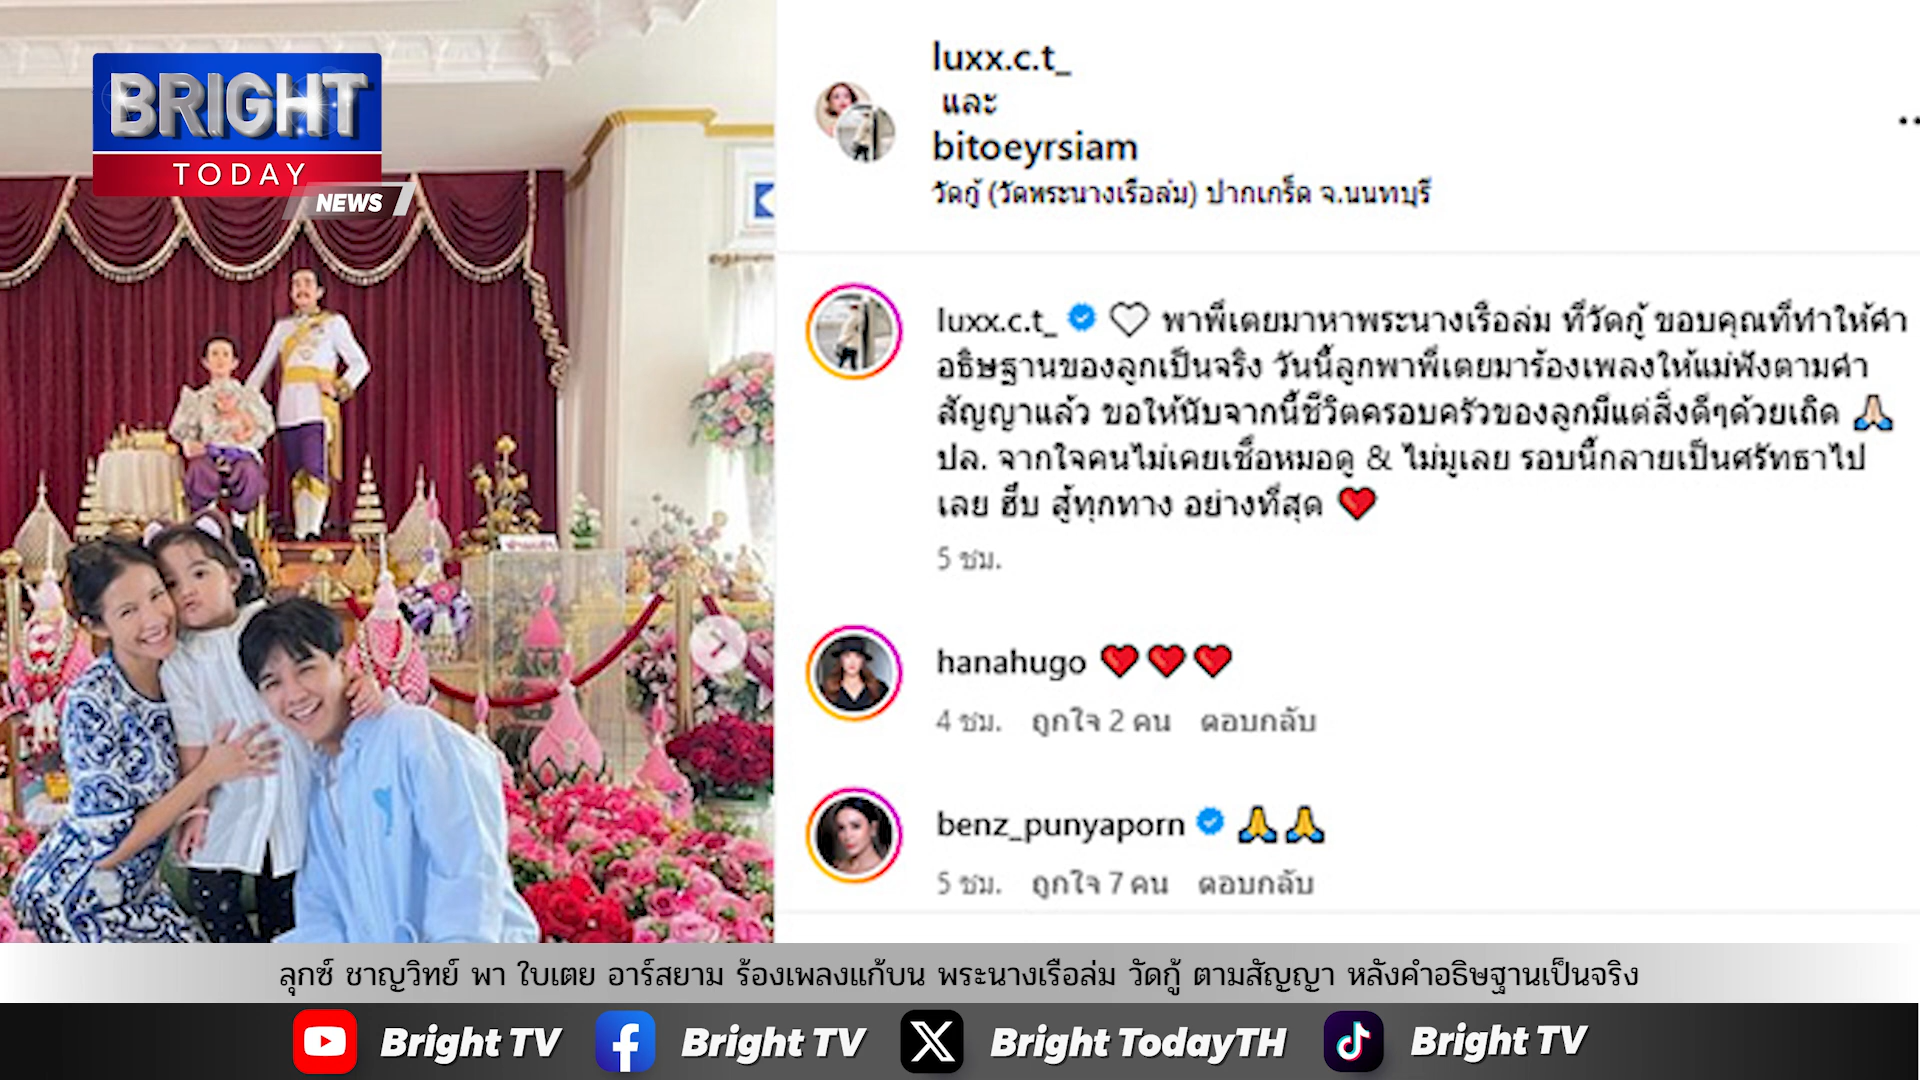 BRIGHT
TODAY
NEWS
luxx.c.t_
และ
bitoeyrsiam
วัดกู้ (วัดพระนางเรือล่ม) ปากเกร็ด จ.นนทบุรี
luxx.c.t_ 🤍 พาพี่เตยมาหาพระนางเรือล่ม ที่วัดกู้ ขอบคุณที่ทำให้คำ
อธิษฐานของลูกเป็นจริง วันนี้ลูกพาพี่เตยมาร้องเพลงให้แม่ฟังตามคำ
สัญญาแล้ว ขอให้นับจากนี้ชีวิตครอบครัวของลูกมีแต่สิ่งดีๆด้วยเถิด 🙏🏻
ปล. จากใจคนไม่เคยเชื่อหมอดู & ไม่มูเลย รอบนี้กลายเป็นศรัทธาไป
เลย ฮึบ สู้ทุกทาง อย่างที่สุด ❤️
5 ชม.
hanahugo ❤️❤️❤️
4 ชม. ถูกใจ 2 คน ตอบกลับ
benz_punyaporn 🙏🙏
5 ชม. ถูกใจ 7 คน ตอบกลับ
ลุกซ์ ชาญวิทย์ พา ใบเตย อาร์สยาม ร้องเพลงแก้บน พระนางเรือล่ม วัดกู้ ตามสัญญา หลังคำอธิษฐานเป็นจริง
Bright TV Bright TV Bright TodayTH Bright TV